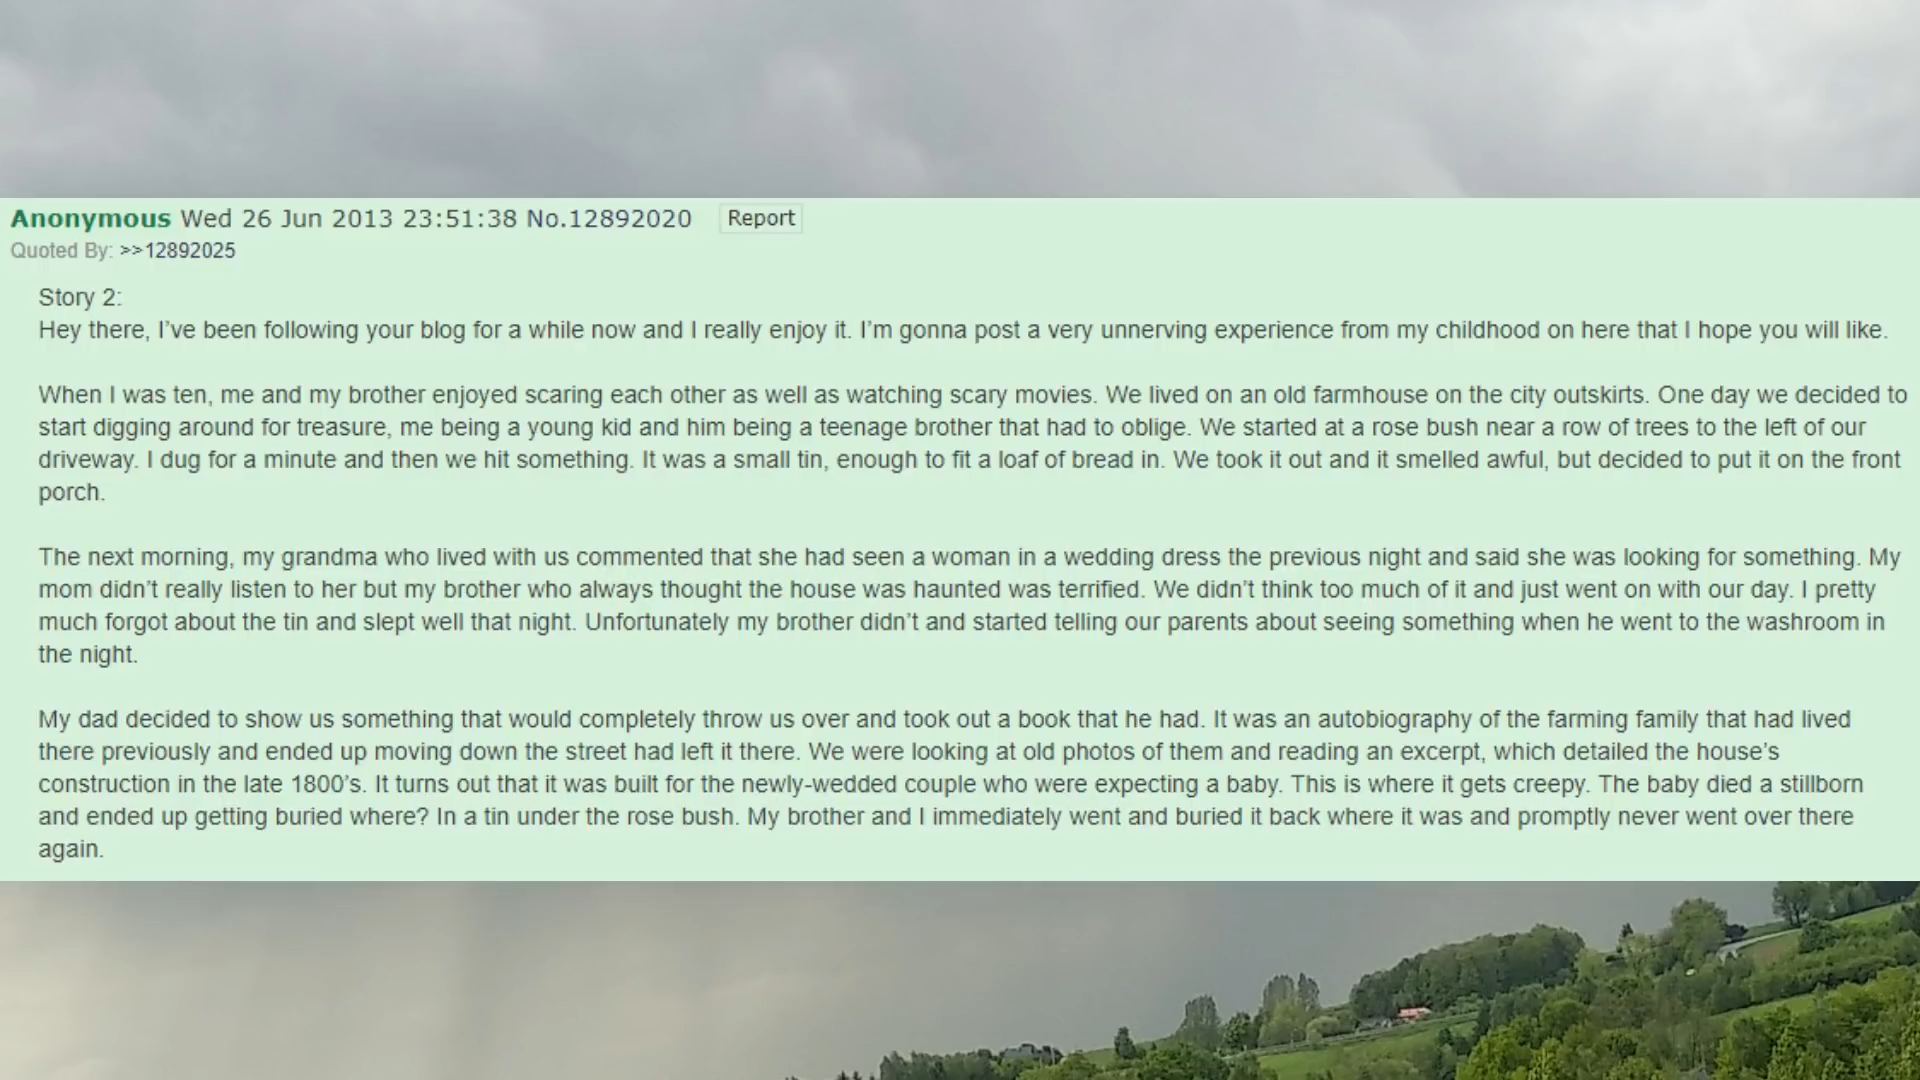 Anonymous Wed 26 Jun 2013 23:51:38 No.12892020 Report
Quoted By: >>12892025
Story 2:
Hey there, I've been following your blog for a while now and I really enjoy it. I'm gonna post a very unnerving experience from my childhood on here that I hope you will like.
When I was ten, me and my brother enjoyed scaring each other as well as watching scary movies. We lived on an old farmhouse on the city outskirts. One day we decided to
start digging around for treasure, me being a young kid and him being a teenage brother that had to oblige. We started at a rose bush near a row of trees to the left of our
driveway. I dug for a minute and then we hit something. It was a small tin, enough to fit a loaf of bread in. We took it out and it smelled awful, but decided to put it on the front
porch.
The next morning, my grandma who lived with us commented that she had seen a woman in a wedding dress the previous night and said she was looking for something. My
mom didn't really listen to her but my brother who always thought the house was haunted was terrified. We didn't think too much of it and just went on with our day. I pretty
much forgot about the tin and slept well that night. Unfortunately my brother didn't and started telling our parents about seeing something when he went to the washroom in
the night.
My dad decided to show us something that would completely throw us over and took out a book that he had. It was an autobiography of the farming family that had lived
there previously and ended up moving down the street had left it there. We were looking at old photos of them and reading an excerpt, which detailed the house's
construction in the late 1800's. It turns out that it was built for the newly-wedded couple who were expecting a baby. This is where it gets creepy. The baby died a stillborn
and ended up getting buried where? In a tin under the rose bush. My brother and I immediately went and buried it back where it was and promptly never went over there
again.